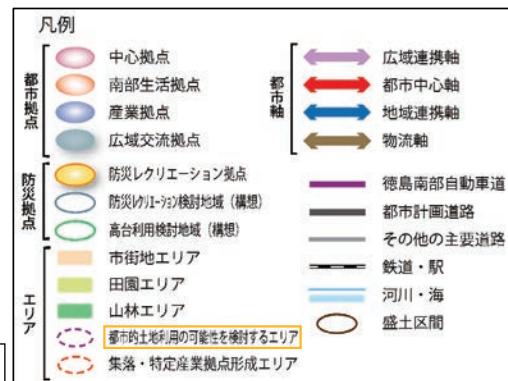 凡例
都市拠点
中心拠点
南部生活拠点
産業拠点
広域交流拠点
防災拠点
防災レクリエーション拠点
防災レクリエーション検討地域（構想）
高台利用検討地域（構想）
エリア
市街地エリア
田園エリア
山林エリア
都市的土地利用の可能性を検討するエリア
集落・特定産業拠点形成エリア
都市軸
広域連携軸
都市中心軸
地域連携軸
物流軸
徳島南部自動車道
都市計画道路
その他の主要道路
鉄道・駅
河川・海
盛土区間